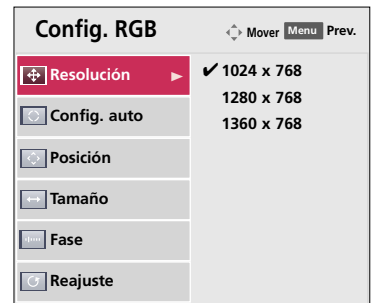 Config. RGB
Mover Menu Prev.
Resolución
✔ 1024 x 768
1280 x 768
1360 x 768
Config. auto
Posición
Tamaño
Fase
Reajuste